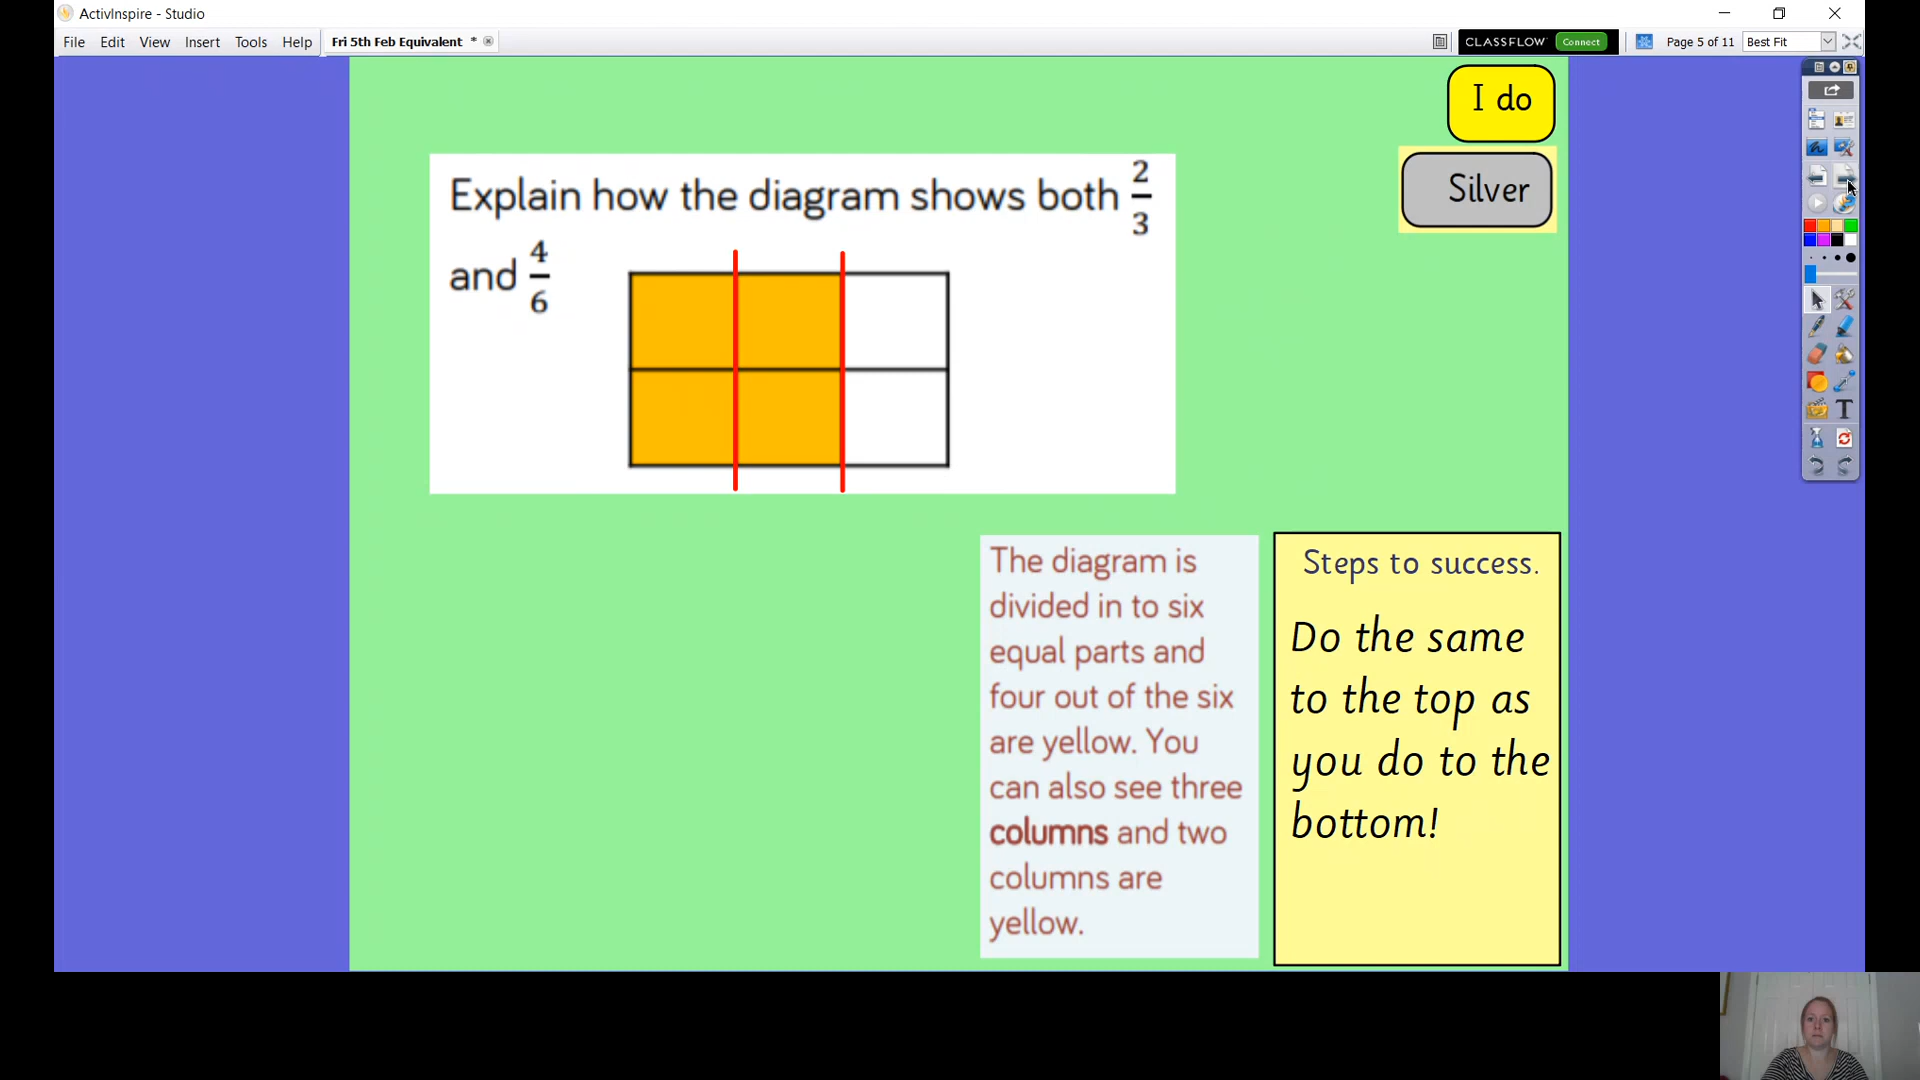 ActivInspire - Studio
File Edit View Insert Tools Help Fri 5th Feb Equivalent * CLASSFLOW Connect Page 5 of 11 Best Fit
I do
Silver
Explain how the diagram shows both 2/3
and 4/6
The diagram is
divided in to six
equal parts and
four out of the six
are yellow. You
can also see three
columns and two
columns are
yellow.
Steps to success.
Do the same
to the top as
you do to the
bottom!
T